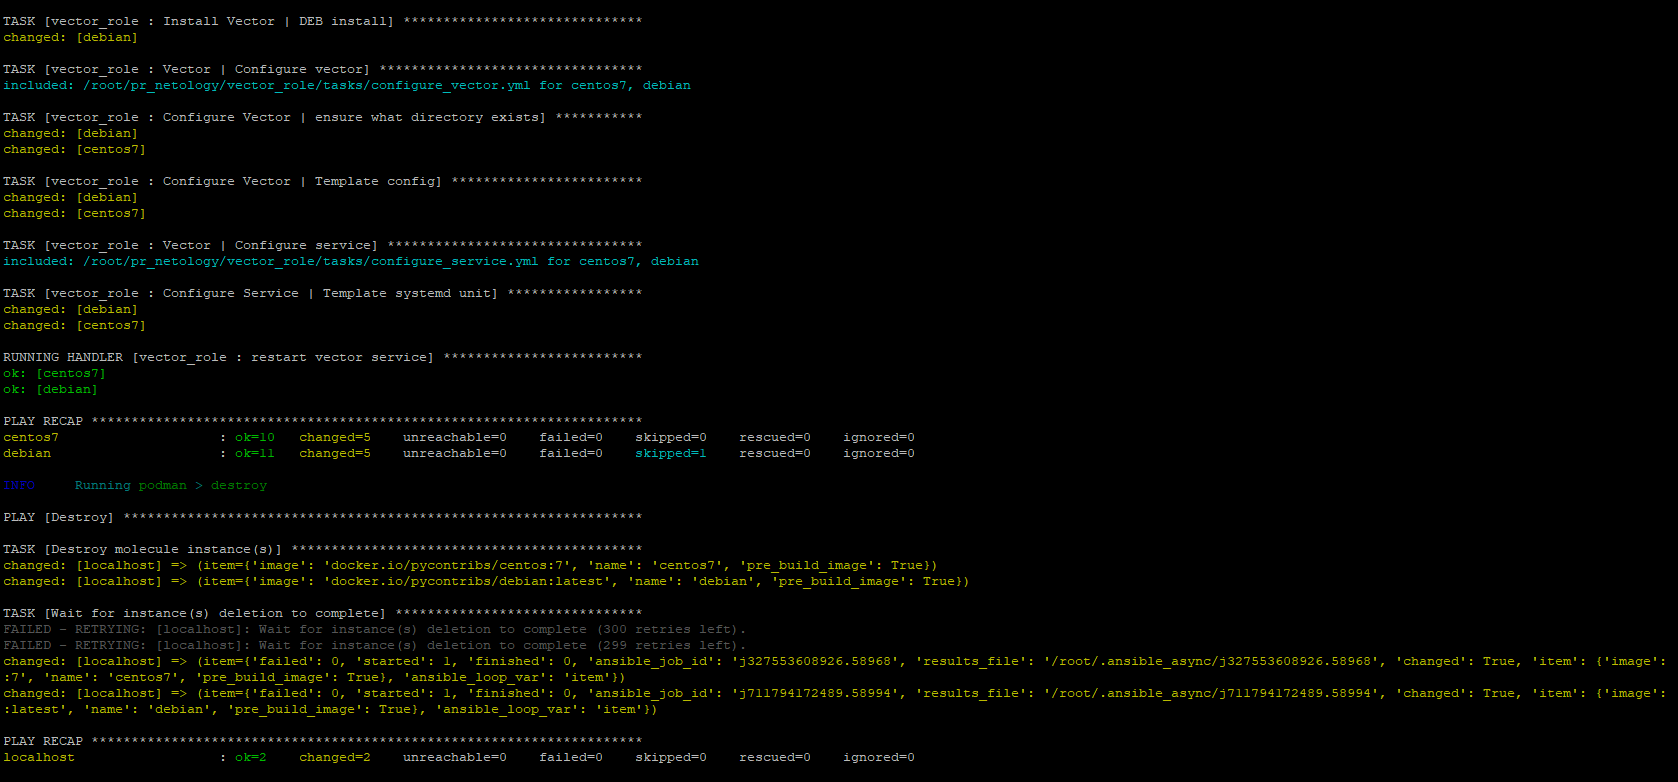 TASK [vector_role : Install Vector | DEB install] ******************************
changed: [debian]
TASK [vector_role : Vector | Configure vector] *********************************
included: /root/pr_netology/vector_role/tasks/configure_vector.yml for centos7, debian
TASK [vector_role : Configure Vector | ensure what directory exists] ***********
changed: [debian]
changed: [centos7]
TASK [vector_role : Configure Vector | Template config] ************************
changed: [debian]
changed: [centos7]
TASK [vector_role : Vector | Configure service] ********************************
included: /root/pr_netology/vector_role/tasks/configure_service.yml for centos7, debian
TASK [vector_role : Configure Service | Template systemd unit] *****************
changed: [debian]
changed: [centos7]
RUNNING HANDLER [vector_role : restart vector service] *************************
ok: [centos7]
ok: [debian]
PLAY RECAP *********************************************************************
centos7                    : ok=10   changed=5    unreachable=0    failed=0    skipped=0    rescued=0    ignored=0
debian                     : ok=11   changed=5    unreachable=0    failed=0    skipped=1    rescued=0    ignored=0
INFO     Running podman > destroy
PLAY [Destroy] *****************************************************************
TASK [Destroy molecule instance(s)] ********************************************
changed: [localhost] => (item={'image': 'docker.io/pycontribs/centos:7', 'name': 'centos7', 'pre_build_image': True})
changed: [localhost] => (item={'image': 'docker.io/pycontribs/debian:latest', 'name': 'debian', 'pre_build_image': True})
TASK [Wait for instance(s) deletion to complete] *******************************
FAILED - RETRYING: [localhost]: Wait for instance(s) deletion to complete (300 retries left).
FAILED - RETRYING: [localhost]: Wait for instance(s) deletion to complete (299 retries left).
changed: [localhost] => (item={'failed': 0, 'started': 1, 'finished': 0, 'ansible_job_id': 'j327553608926.58968', 'results_file': '/root/.ansible_async/j327553608926.58968', 'changed': True, 'item': {'image':
:7', 'name': 'centos7', 'pre_build_image': True}, 'ansible_loop_var': 'item'})
changed: [localhost] => (item={'failed': 0, 'started': 1, 'finished': 0, 'ansible_job_id': 'j711794172489.58994', 'results_file': '/root/.ansible_async/j711794172489.58994', 'changed': True, 'item': {'image':
:latest', 'name': 'debian', 'pre_build_image': True}, 'ansible_loop_var': 'item'})
PLAY RECAP *********************************************************************
localhost                  : ok=2    changed=2    unreachable=0    failed=0    skipped=0    rescued=0    ignored=0